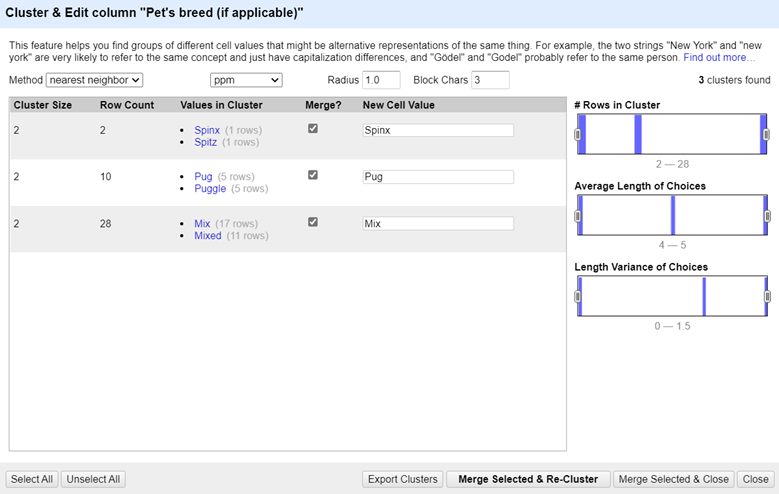 Cluster & Edit column "Pet's breed (if applicable)"
This feature helps you find groups of different cell values that might be alternative representations of the same thing. For example, the two strings "New York" and "new
york" are very likely to refer to the same concept and just have capitalization differences, and "Gödel" and "Godel" probably refer to the same person. Find out more...
Method nearest neighbor ppm Radius 1.0 Block Chars 3 3 clusters found
Cluster Size Row Count Values in Cluster Merge? New Cell Value
2 2 • Spinx (1 rows) Spinx
• Spitz (1 rows)
2 10 • Pug (5 rows) Pug
• Puggle (5 rows)
2 28 • Mix (17 rows) Mix
• Mixed (11 rows)
# Rows in Cluster
2 — 28
Average Length of Choices
4 — 5
Length Variance of Choices
0 — 1.5
Select All Unselect All Export Clusters Merge Selected & Re-Cluster Merge Selected & Close Close